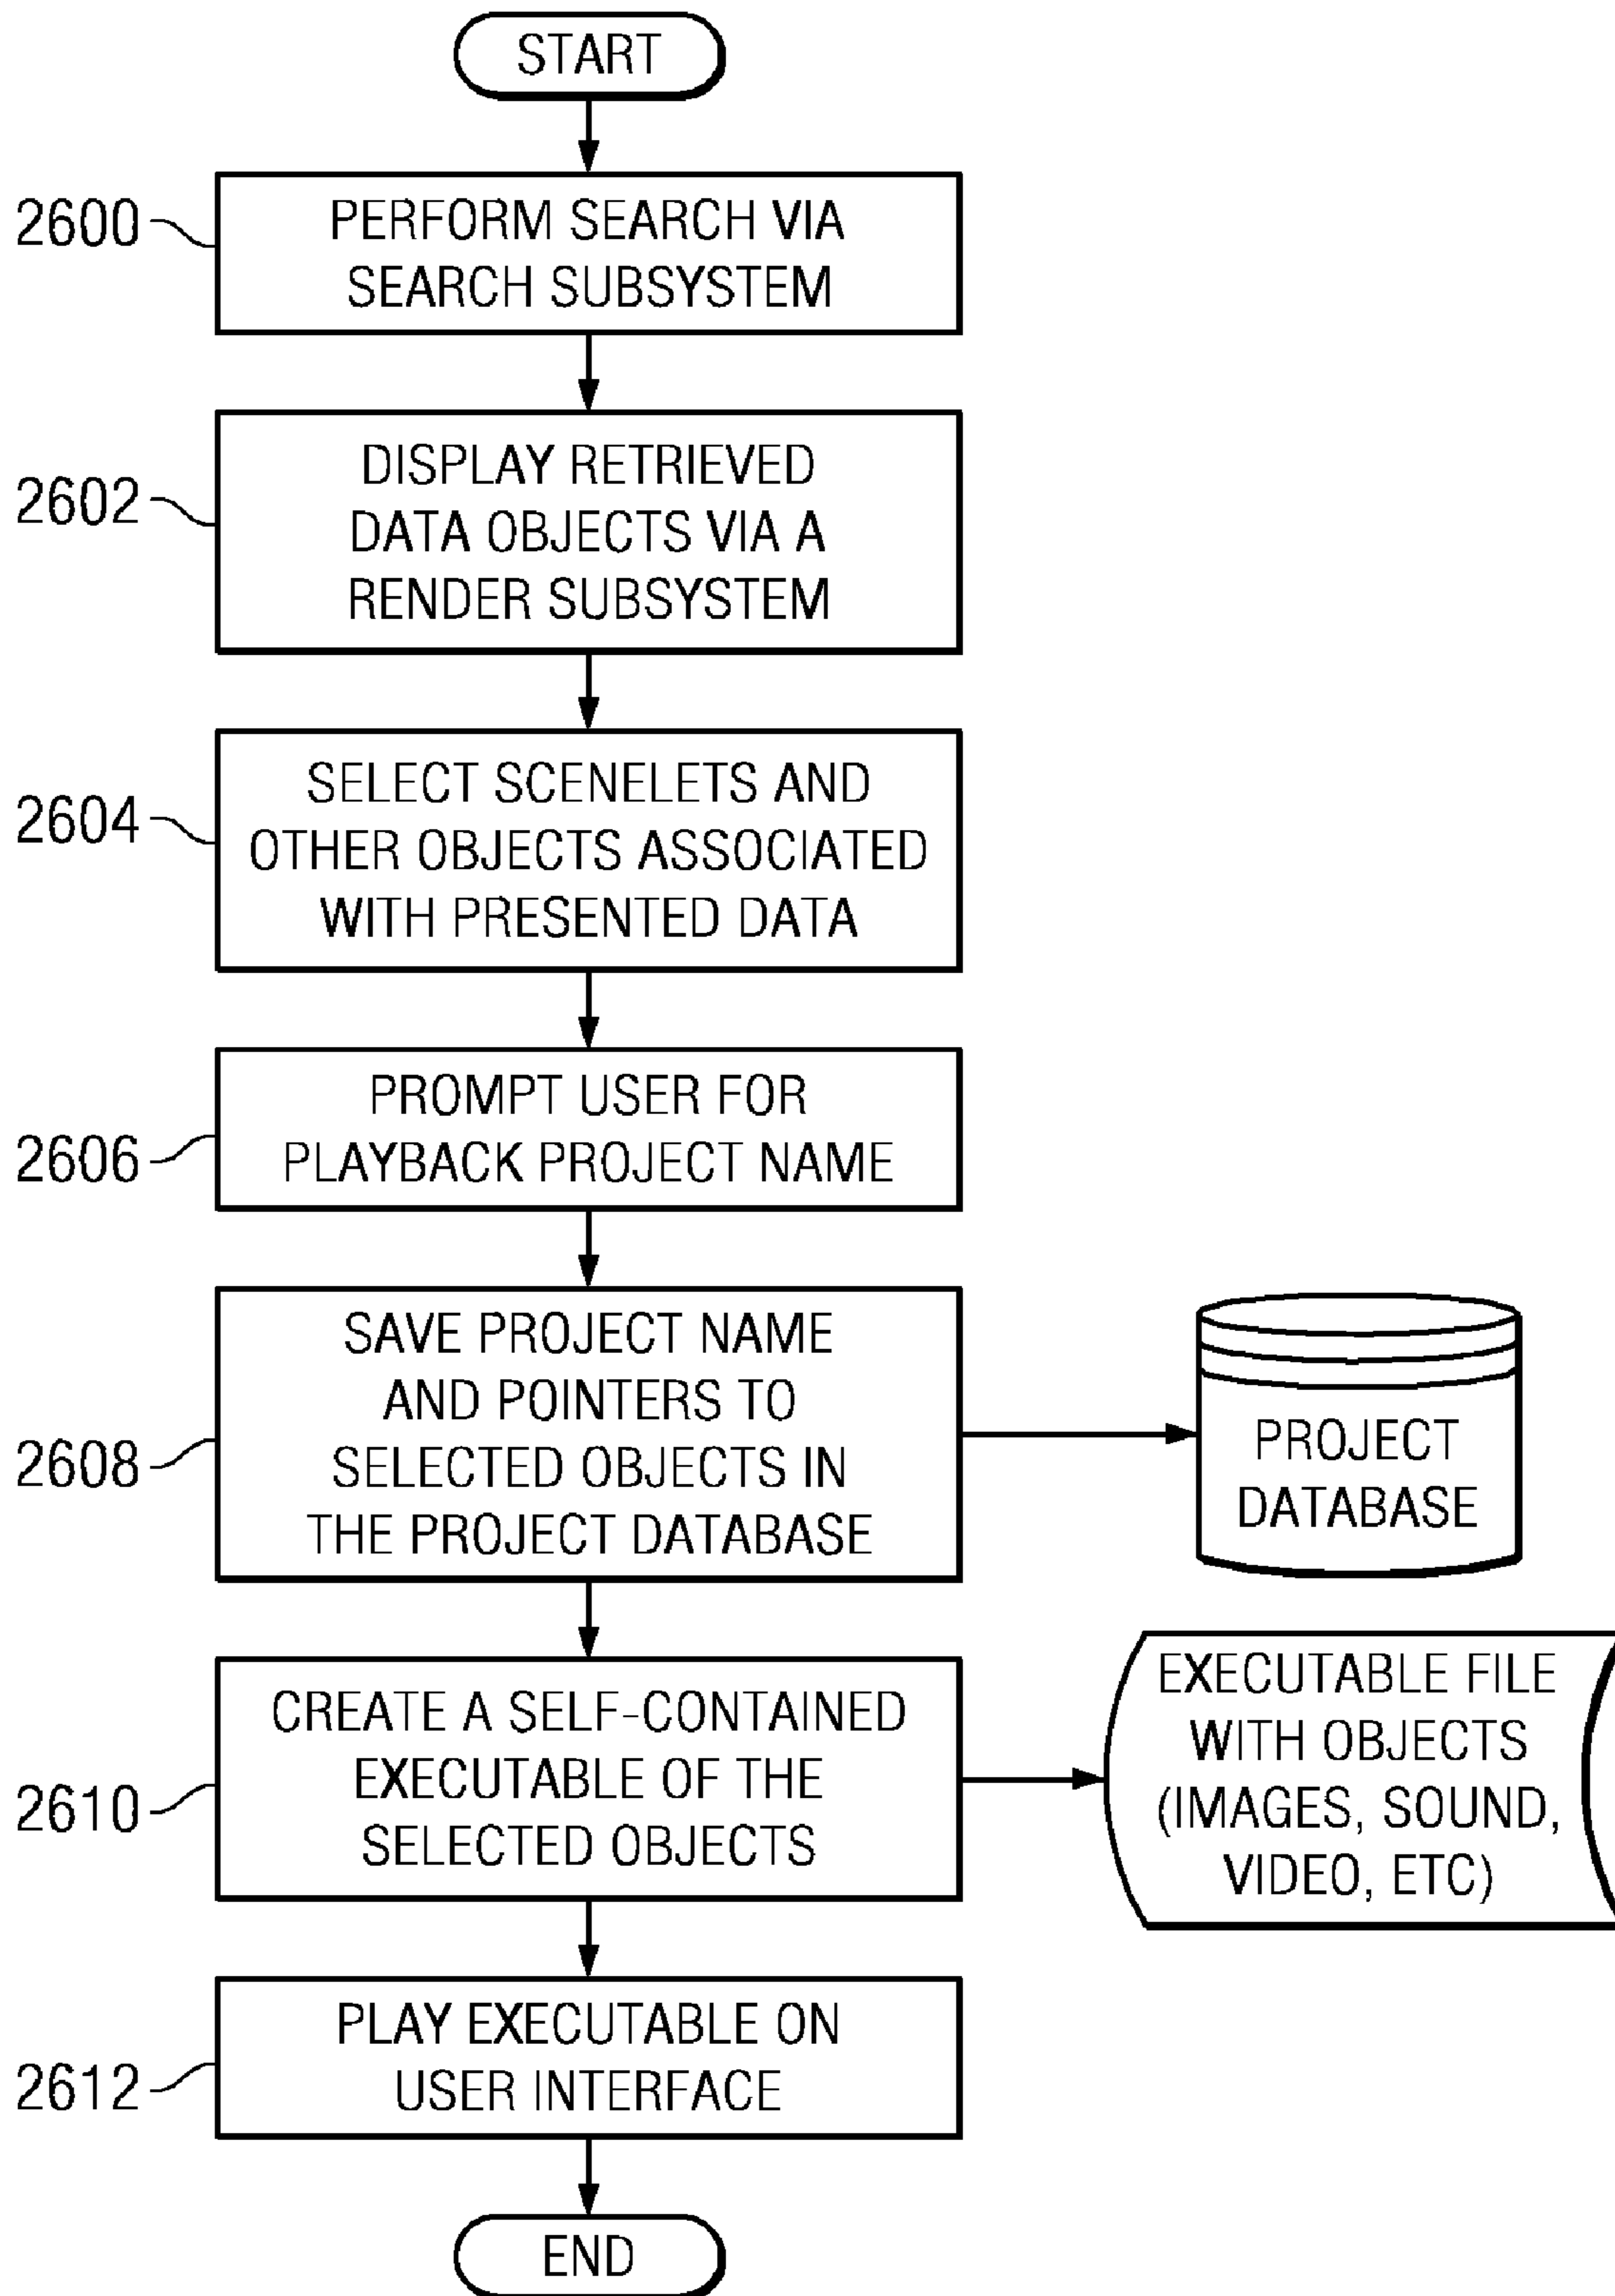 START
2600
PERFORM SEARCH VIA
SEARCH SUBSYSTEM
2602
DISPLAY RETRIEVED
DATA OBJECTS VIA A
RENDER SUBSYSTEM
2604
SELECT SCENELETS AND
OTHER OBJECTS ASSOCIATED
WITH PRESENTED DATA
2606
PROMPT USER FOR
PLAYBACK PROJECT NAME
2608
SAVE PROJECT NAME
AND POINTERS TO
SELECTED OBJECTS IN
THE PROJECT DATABASE
PROJECT
DATABASE
2610
CREATE A SELF-CONTAINED
EXECUTABLE OF THE
SELECTED OBJECTS
EXECUTABLE FILE
WITH OBJECTS
(IMAGES, SOUND,
VIDEO, ETC)
2612
PLAY EXECUTABLE ON
USER INTERFACE
END